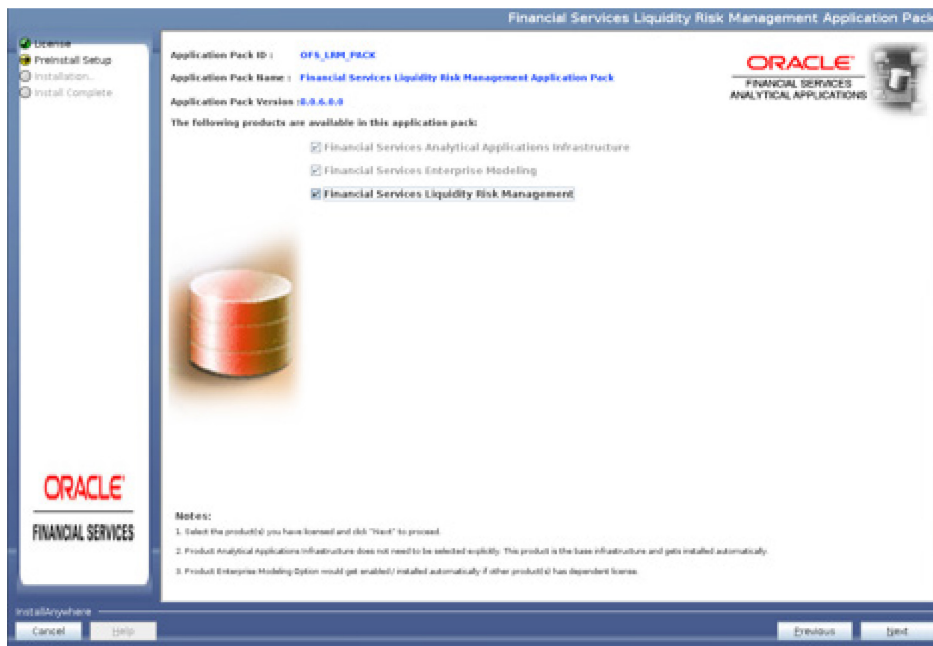 Financial Services Liquidity Risk Management Application Pack
License
Preinstall Setup
Installation...
Install Complete
Application Pack ID : OFS_LRM_PACK
Application Pack Name : Financial Services Liquidity Risk Management Application Pack
Application Pack Version :8.0.6.0.0
The following products are available in this application pack:
ORACLE
FINANCIAL SERVICES
ANALYTICAL APPLICATIONS
Financial Services Analytical Applications Infrastructure
Financial Services Enterprise Modeling
Financial Services Liquidity Risk Management
ORACLE
FINANCIAL SERVICES
Notes:
1. Select the product(s) you have licensed and click "Next" to proceed.
2. Product Analytical Applications Infrastructure does not need to be selected explicitly. This product is the base infrastructure and gets installed automatically.
3. Product Enterprise Modeling Option would get enabled/ installed automatically if other product(s) has dependent license.
InstallAnywhere
Cancel
Help
Previous
Next